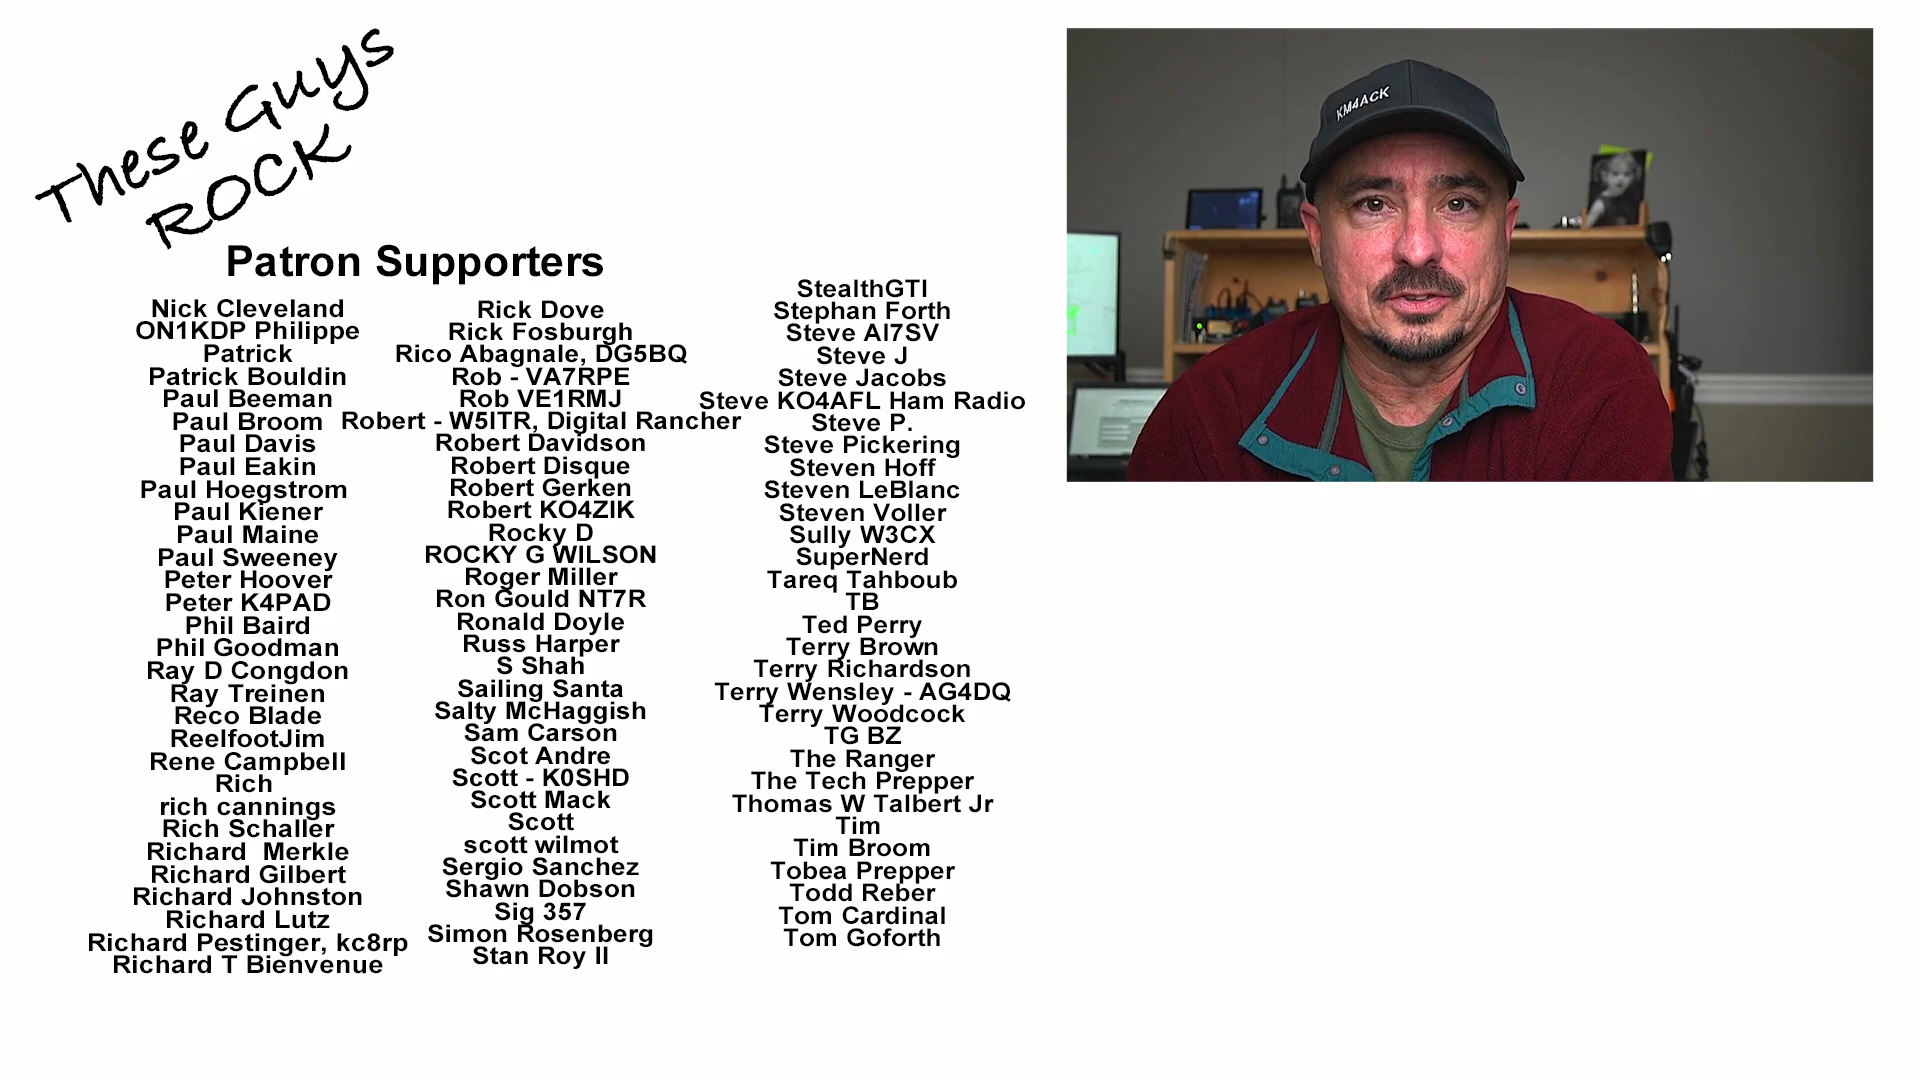 These Guys
ROCK
Patron Supporters
Nick Cleveland
ON1KDP Philippe
Patrick
Patrick Bouldin
Paul Beeman
Paul Broom
Paul Davis
Paul Eakin
Paul Hoegstrom
Paul Kiener
Paul Maine
Paul Sweeney
Peter Hoover
Peter K4PAD
Phil Baird
Phil Goodman
Ray D Congdon
Ray Treinen
Reco Blade
ReelfootJim
Rene Campbell
Rich
rich cannings
Rich Schaller
Richard  Merkle
Richard Gilbert
Richard Johnston
Richard Lutz
Richard Pestinger, kc8rp
Richard T Bienvenue
Rick Dove
Rick Fosburgh
Rico Abagnale, DG5BQ
Rob - VA7RPE
Rob VE1RMJ
Robert - W5ITR, Digital Rancher
Robert Davidson
Robert Disque
Robert Gerken
Robert KO4ZIK
Rocky D
ROCKY G WILSON
Roger Miller
Ron Gould NT7R
Ronald Doyle
Russ Harper
S Shah
Sailing Santa
Salty McHaggish
Sam Carson
Scot Andre
Scott - K0SHD
Scott Mack
Scott
scott wilmot
Sergio Sanchez
Shawn Dobson
Sig 357
Simon Rosenberg
Stan Roy II
StealthGTI
Stephan Forth
Steve AI7SV
Steve J
Steve Jacobs
Steve KO4AFL Ham Radio
Steve P.
Steve Pickering
Steven Hoff
Steven LeBlanc
Steven Voller
Sully W3CX
SuperNerd
Tareq Tahboub
TB
Ted Perry
Terry Brown
Terry Richardson
Terry Wensley - AG4DQ
Terry Woodcock
TG BZ
The Ranger
The Tech Prepper
Thomas W Talbert Jr
Tim
Tim Broom
Tobea Prepper
Todd Reber
Tom Cardinal
Tom Goforth
KM4ACK